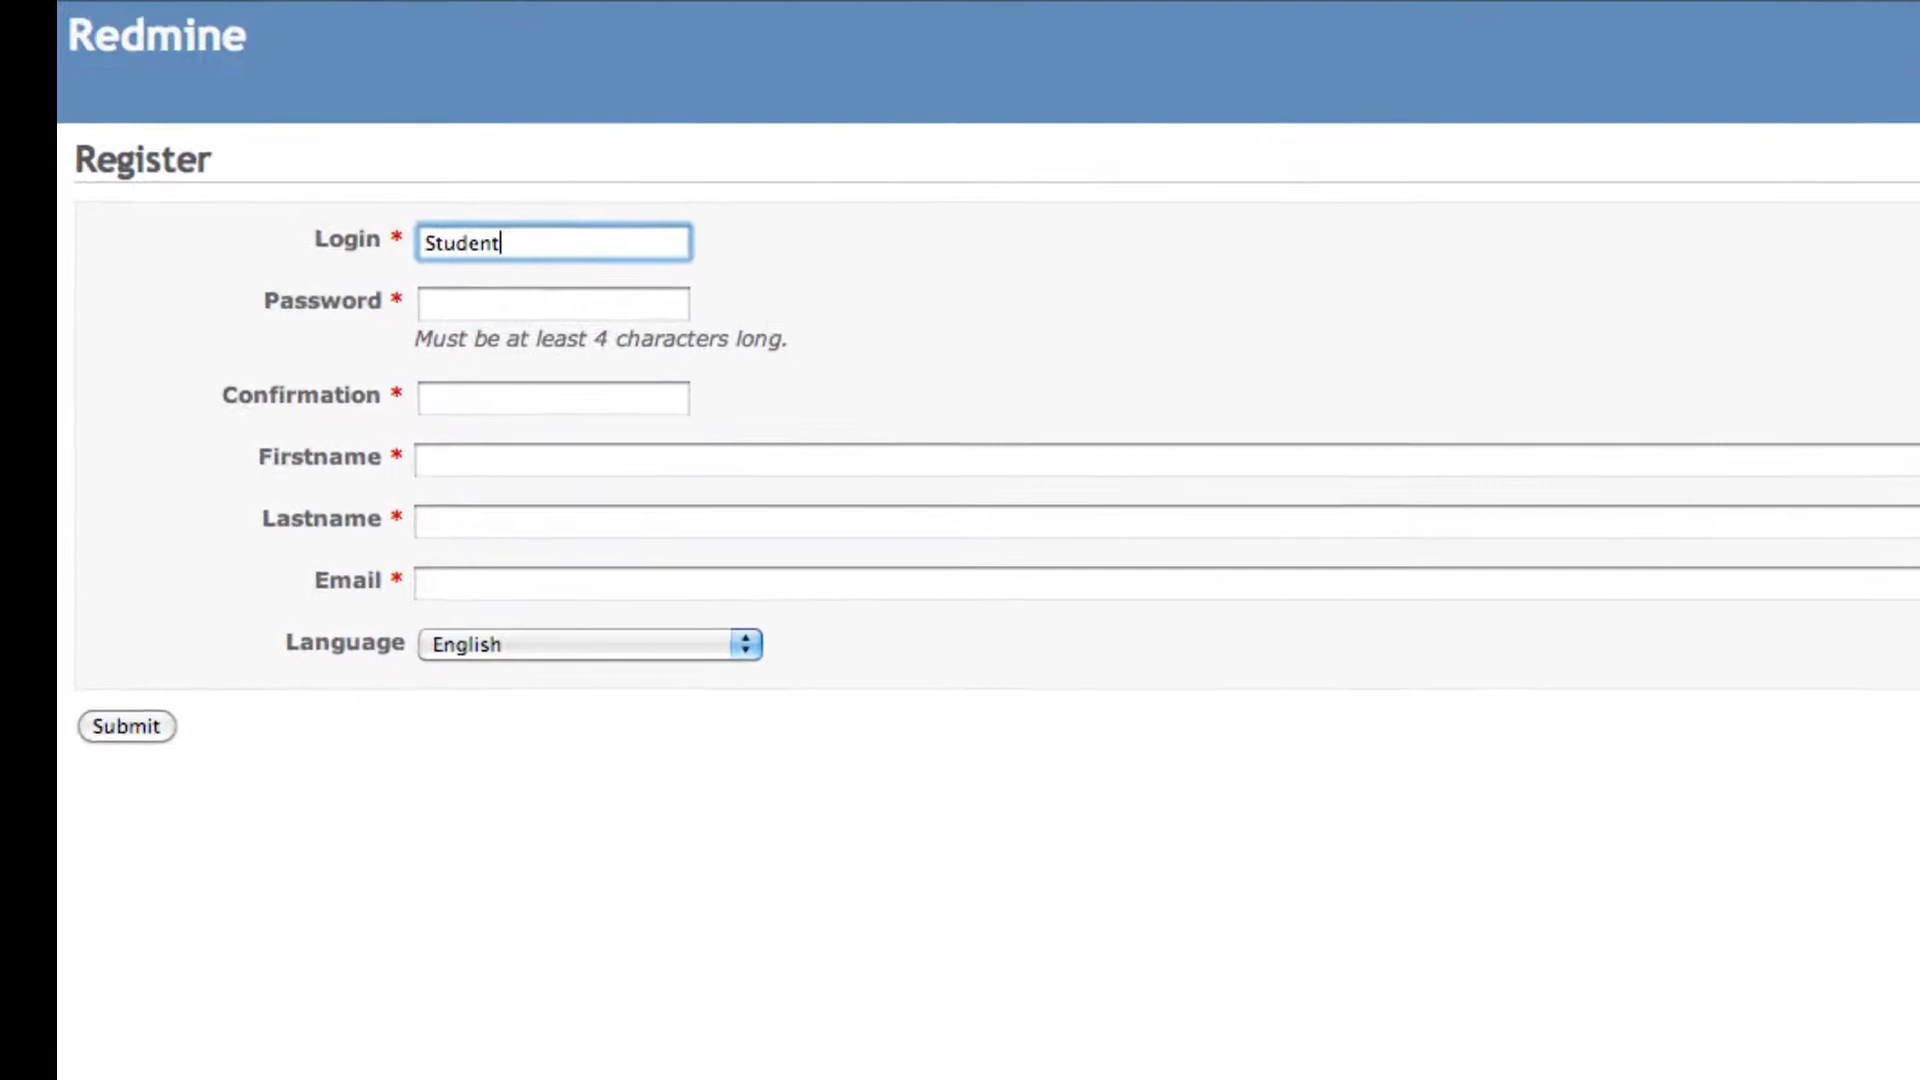 Redmine
Register
Login *
Student
Password *
Must be at least 4 characters long.
Confirmation *
Firstname *
Lastname *
Email *
Language
English
Submit